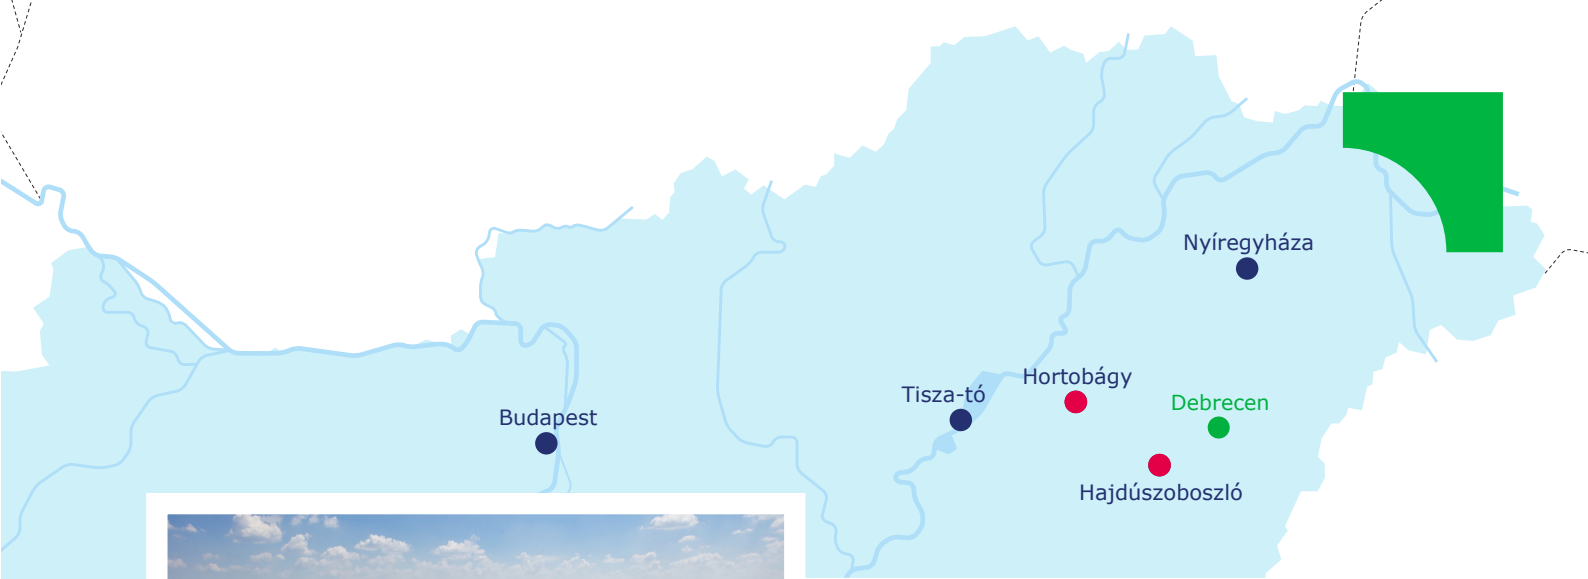 Nyíregyháza
Hortobágy
Tisza-tó
Debrecen
Budapest
Hajdúszoboszló